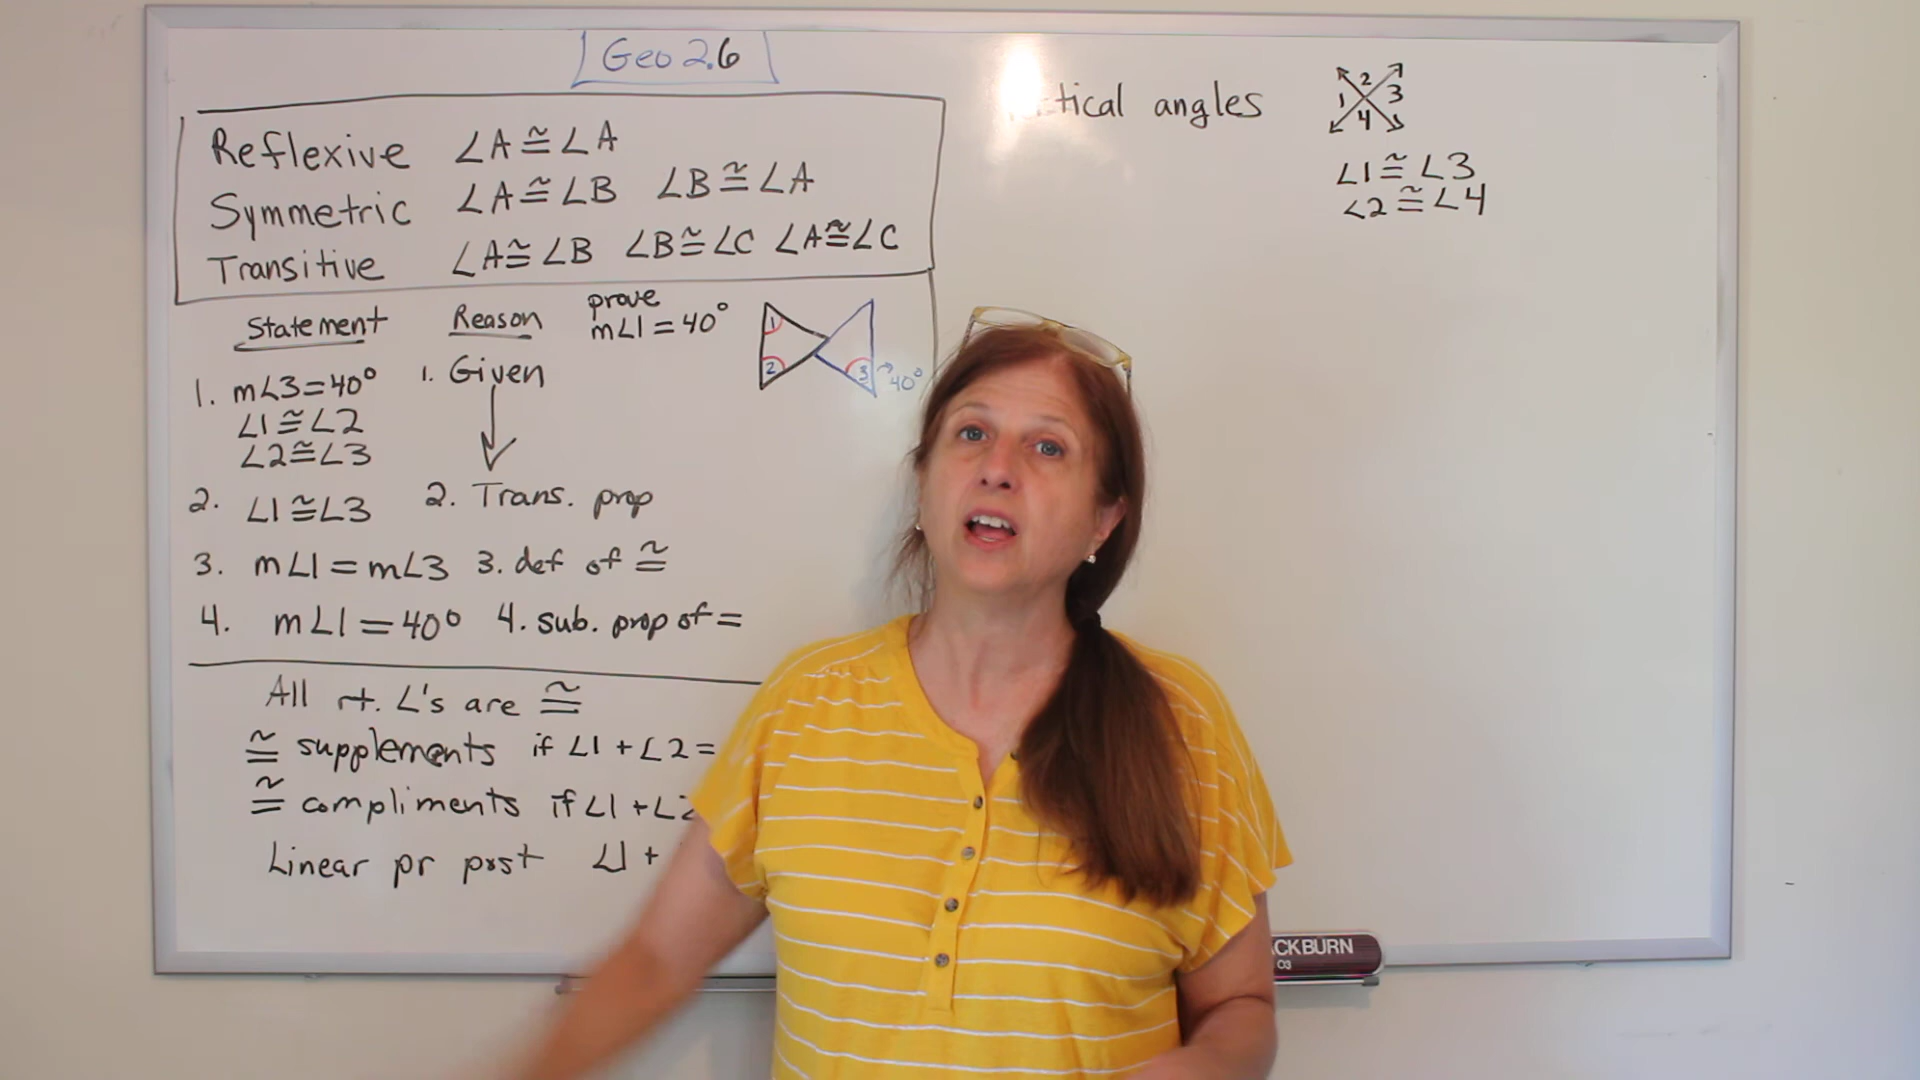 Geo 2.6
Reflexive ∠A ≅ ∠A
Symmetric ∠A ≅ ∠B ∠B ≅ ∠A
Transitive ∠A ≅ ∠B ∠B ≅ ∠C ∠A ≅ ∠C
Statement Reason
prove
m∠1 = 40°
1
2
3
40°
1. m∠3 = 40° 1. Given
∠1 ≅ ∠2
∠2 ≅ ∠3
2. ∠1 ≅ ∠3 2. Trans. prop
3. m∠1 = m∠3 3. def of ≅
4. m∠1 = 40° 4. sub. prop of =
All rt. ∠'s are ≅
≅ supplements if ∠1 + ∠2 =
≅ compliments if ∠1 + ∠2
Linear pr post ∠1 +
angles
2
1 3
4
∠1 ≅ ∠3
∠2 ≅ ∠4
03